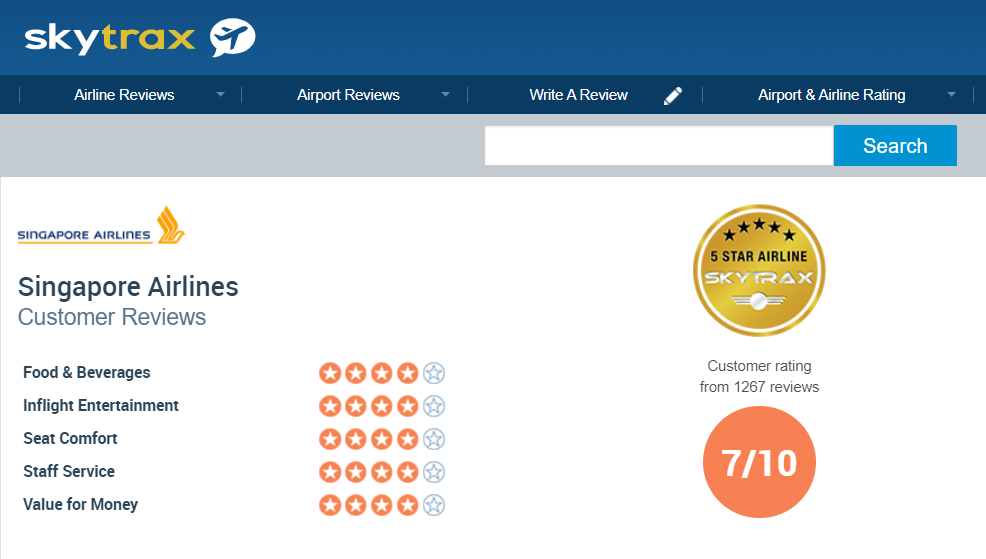 skytrax
Airline Reviews
Airport Reviews
Write A Review
Airport & Airline Rating
Search
SINGAPORE AIRLINES
5 STAR AIRLINE
SKYTRAX
Singapore Airlines
Customer Reviews
Food & Beverages
Inflight Entertainment
Seat Comfort
Staff Service
Value for Money
Customer rating
from 1267 reviews
7/10